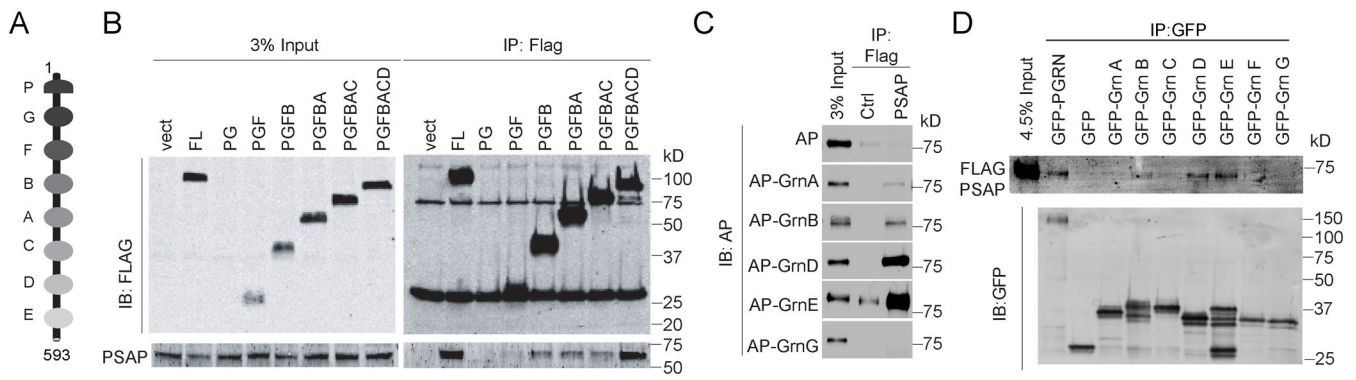 A
1
P
G
F
B
A
C
D
E
593
B
3% Input
IP: Flag
vect
FL
PG
PGF
PGFB
PGFBA
PGFBAC
PGFBACD
vect
FL
PG
PGF
PGFB
PGFBA
PGFBAC
PGFBACD
kD
100
75
50
37
25
20
75
50
IB: FLAG
PSAP
C
IP:
Flag
3% Input
Ctrl
PSAP
kD
AP
75
AP-GrnA
75
AP-GrnB
75
AP-GrnD
75
AP-GrnE
75
AP-GrnG
75
IB: AP
D
IP:GFP
4.5% Input
GFP-PGRN
GFP
GFP-Grn A
GFP-Grn B
GFP-Grn C
GFP-Grn D
GFP-Grn E
GFP-Grn F
GFP-Grn G
kD
FLAG
PSAP
75
150
100
75
50
37
25
IB:GFP